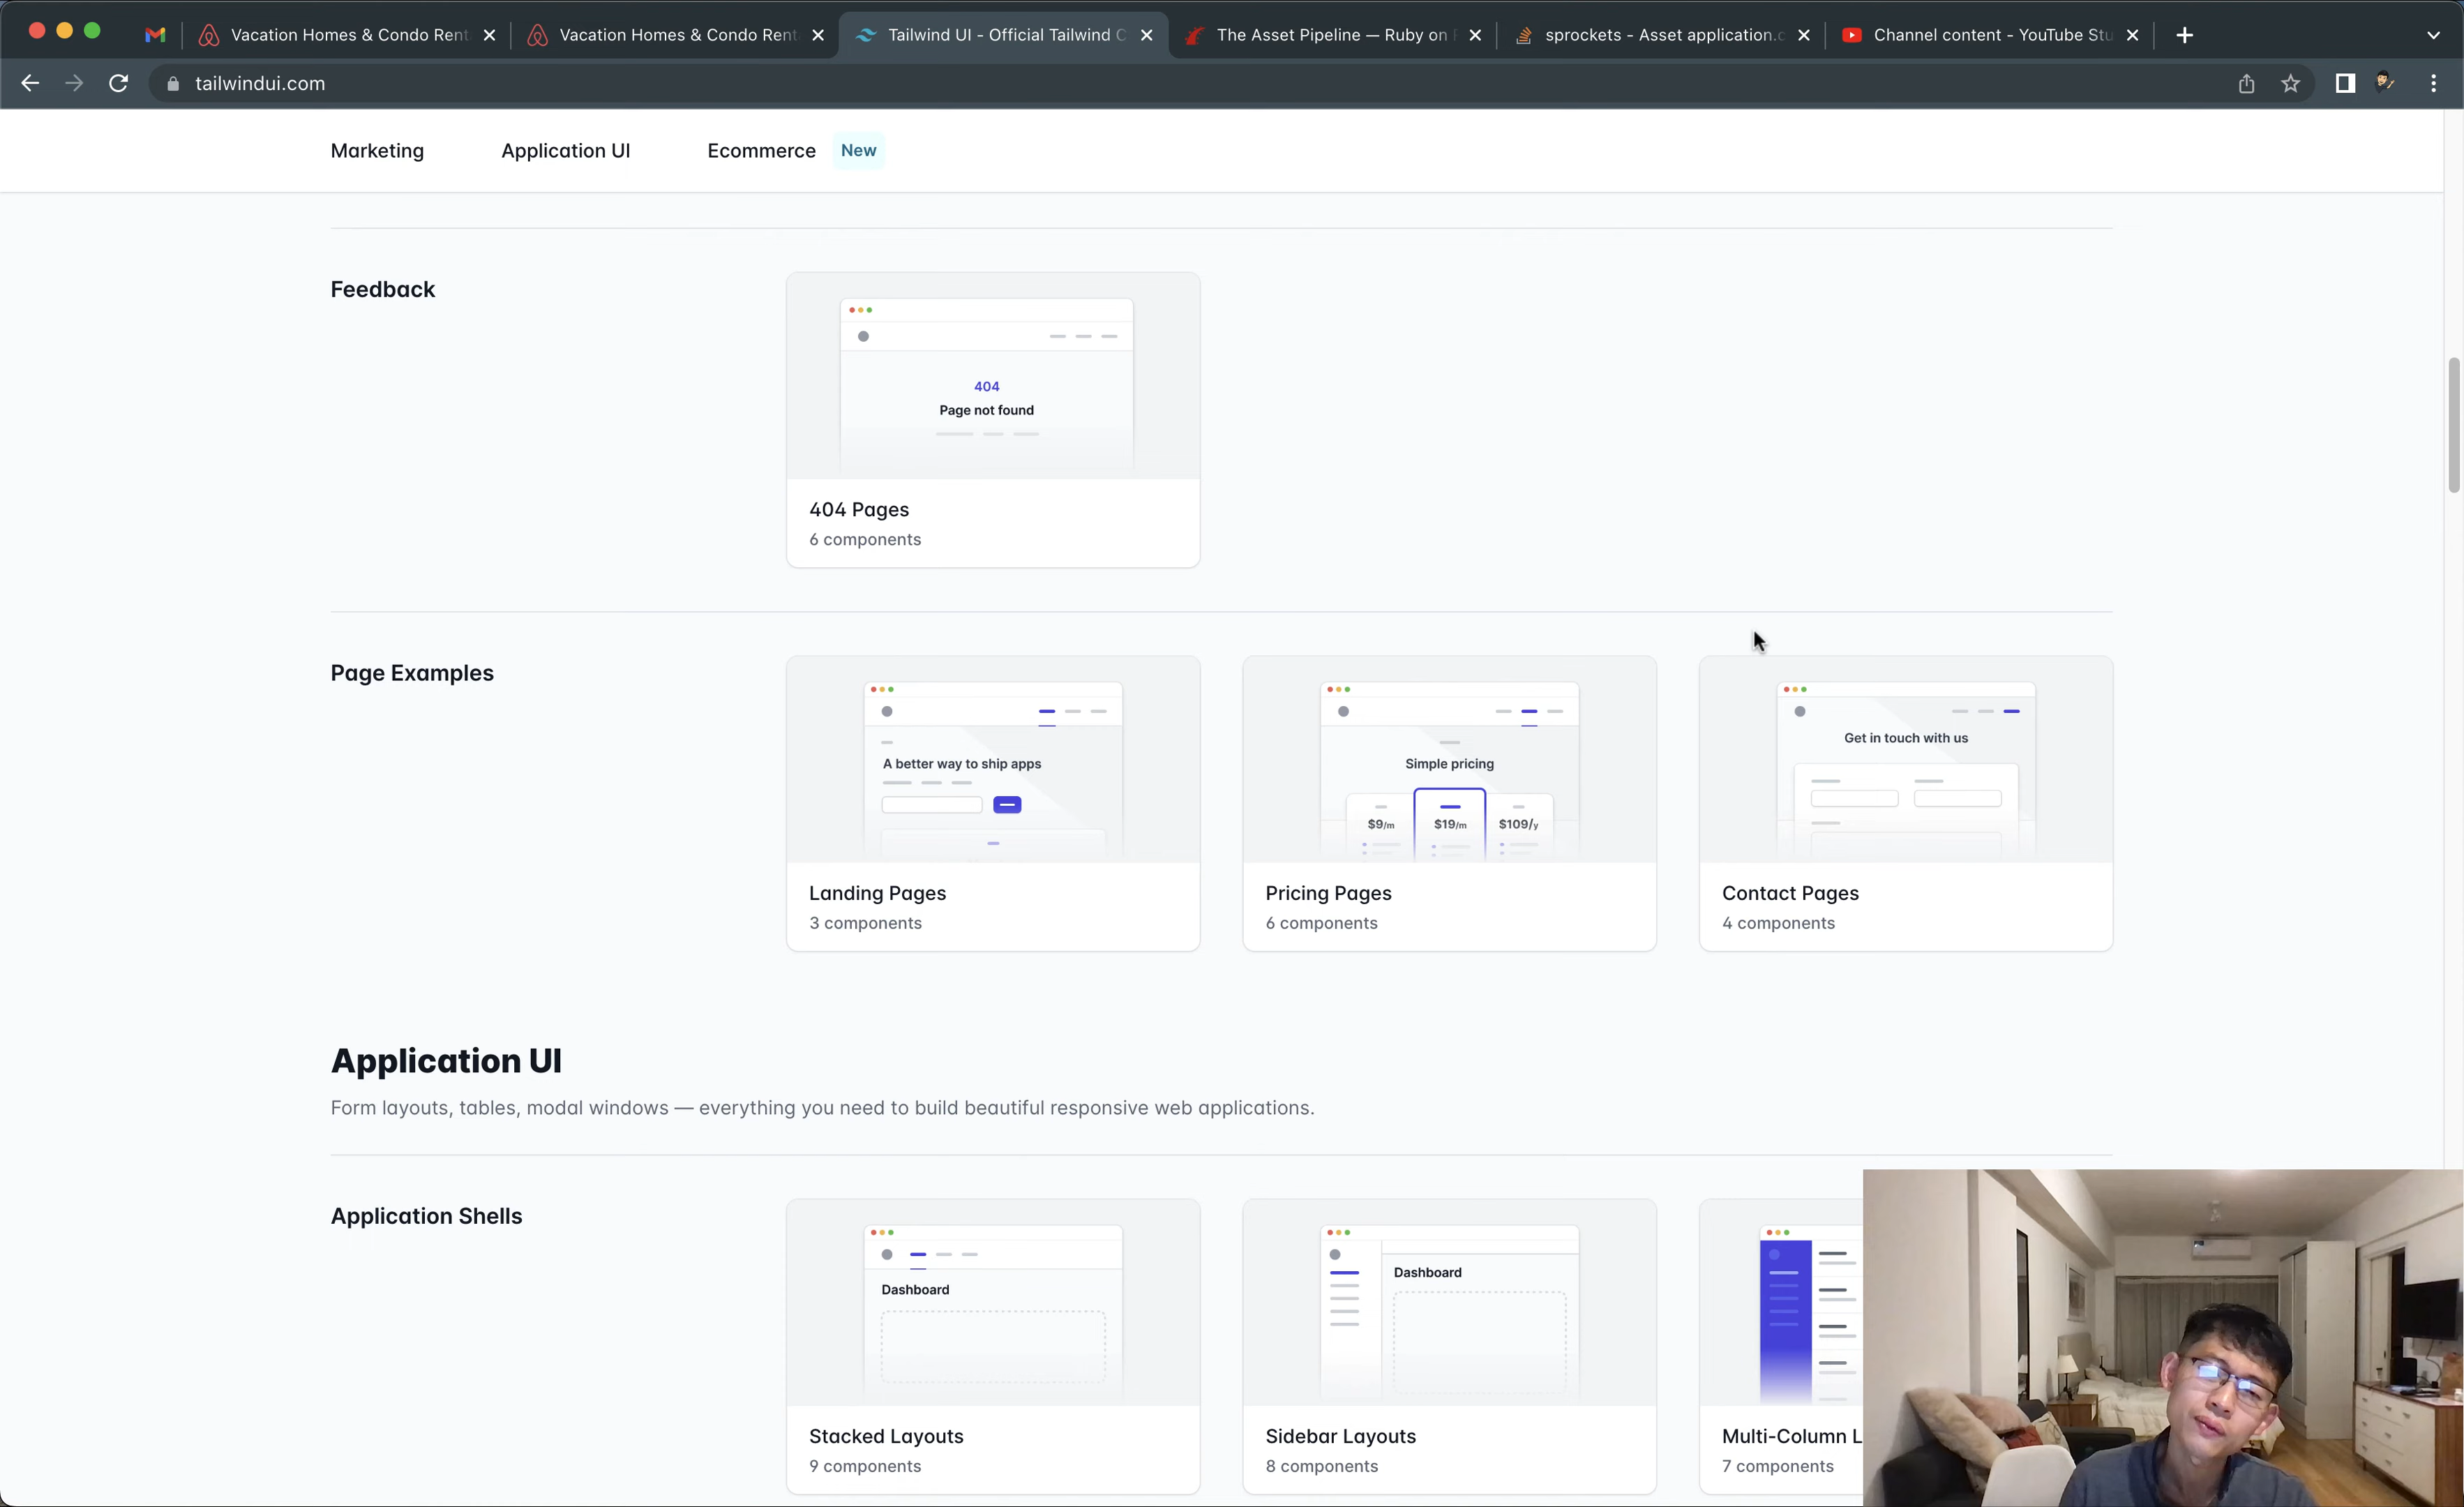 Vacation Homes & Condo Rent
Vacation Homes & Condo Rent
Tailwind UI - Official Tailwind C
The Asset Pipeline — Ruby on R
sprockets - Asset application.c
Channel content - YouTube Stu
tailwindui.com
Marketing
Application UI
Ecommerce
New
Feedback
404
Page not found
404 Pages
6 components
Page Examples
A better way to ship apps
Landing Pages
3 components
Simple pricing
$9/m
$19/m
$109/y
Pricing Pages
6 components
Get in touch with us
Contact Pages
4 components
Application UI
Form layouts, tables, modal windows — everything you need to build beautiful responsive web applications.
Application Shells
Dashboard
Stacked Layouts
9 components
Dashboard
Sidebar Layouts
8 components
Multi-Column L
7 components